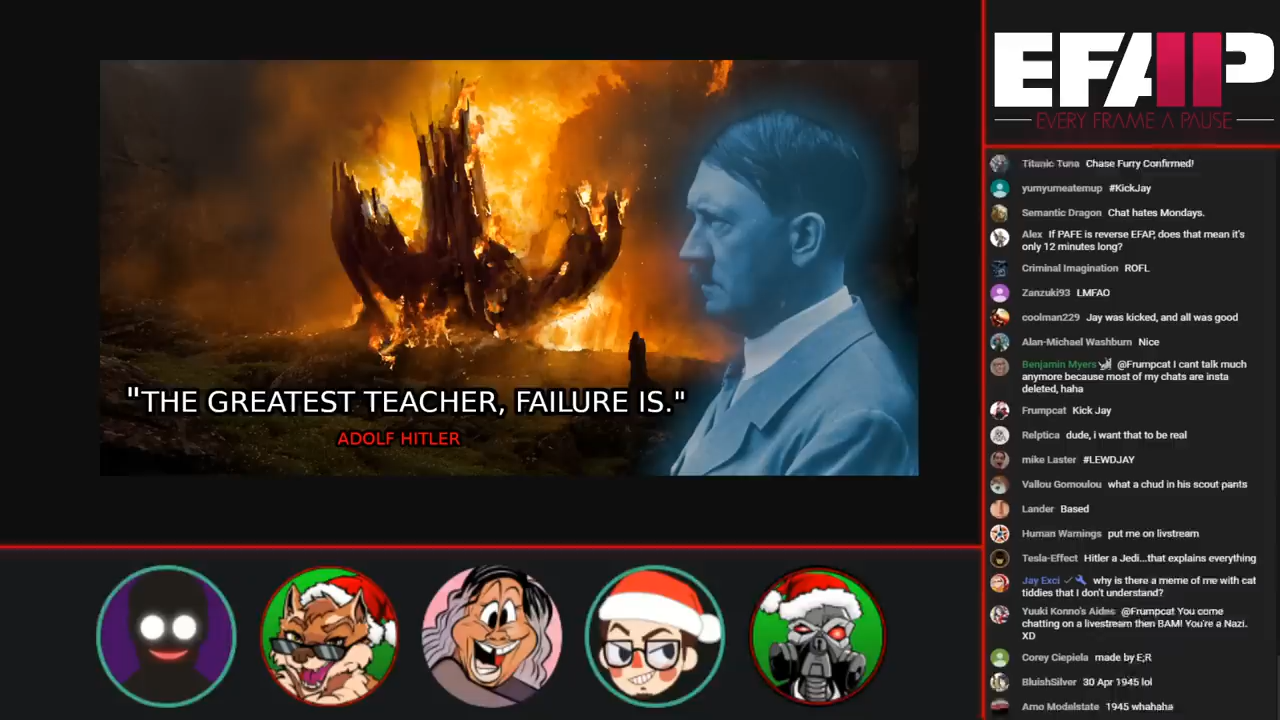 EFAP
EVERY FRAME A PAUSE
"THE GREATEST TEACHER, FAILURE IS."
ADOLF HITLER
Titanic Tuna Chase Furry Confirmed!
yumyumeatemup #KickJay
Semantic Dragon Chat hates Mondays.
Alex If PAFE is reverse EFAP, does that mean it's
only 12 minutes long?
Criminal Imagination ROFL
Zanzuki93 LMFAO
coolman229 Jay was kicked, and all was good
Alan-Michael Washburn Nice
Benjamin Myers @Frumpcat I cant talk much
anymore because most of my chats are insta
deleted, haha
Frumpcat Kick Jay
Relptica dude, i want that to be real
mike Laster #LEWDJAY
Vallou Gomoulou what a chud in his scout pants
Lander Based
Human Warnings put me on livstream
Tesla-Effect Hitler a Jedi...that explains everything
Jay Exci why is there a meme of me with cat
tiddies that I don't understand?
Yuuki Konno's Aidns @Frumpcat You come
chatting on a livestream then BAM! You're a Nazi.
XD
Corey Ciepiela made by E;R
BluishSilver 30 Apr 1945 lol
Amo Modelstate 1945 whahaha